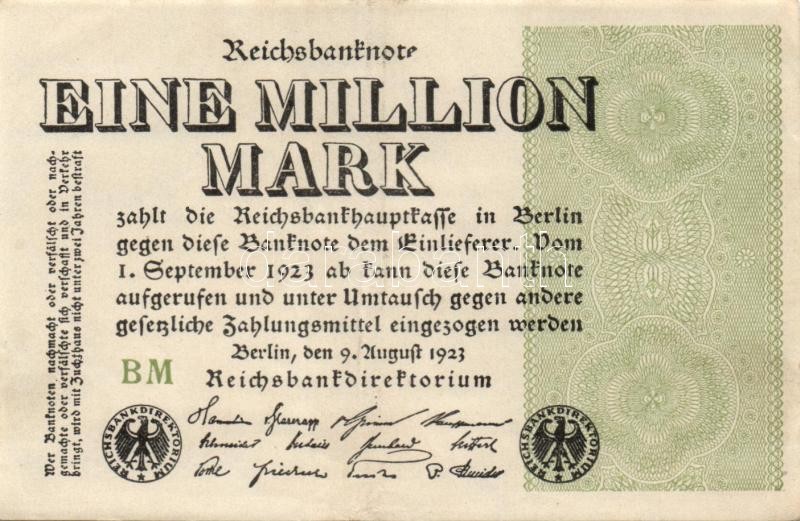 Reichsbanknote
EINE MILLION
MARK
zahlt die Reichsbankhauptkasse in Berlin
gegen diese Banknote dem Einlieferer. Vom
1. September 1923 ab kann diese Banknote
aufgerufen und unter Umtausch gegen andere
gesetzliche Zahlungsmittel eingezogen werden
Berlin, den 9. August 1923
BM
Reichsbankdirektorium
Wer Banknoten nachmacht oder verfälscht oder nach-
gemachte oder verfälschte sich verschafft und in Verkehr
bringt, wird mit Zuchthaus nicht unter zwei Jahren bestraft
REICHSBANKDIREKTORIUM
REICHSBANKDIREKTORIUM
Friedrich
P. Schneider